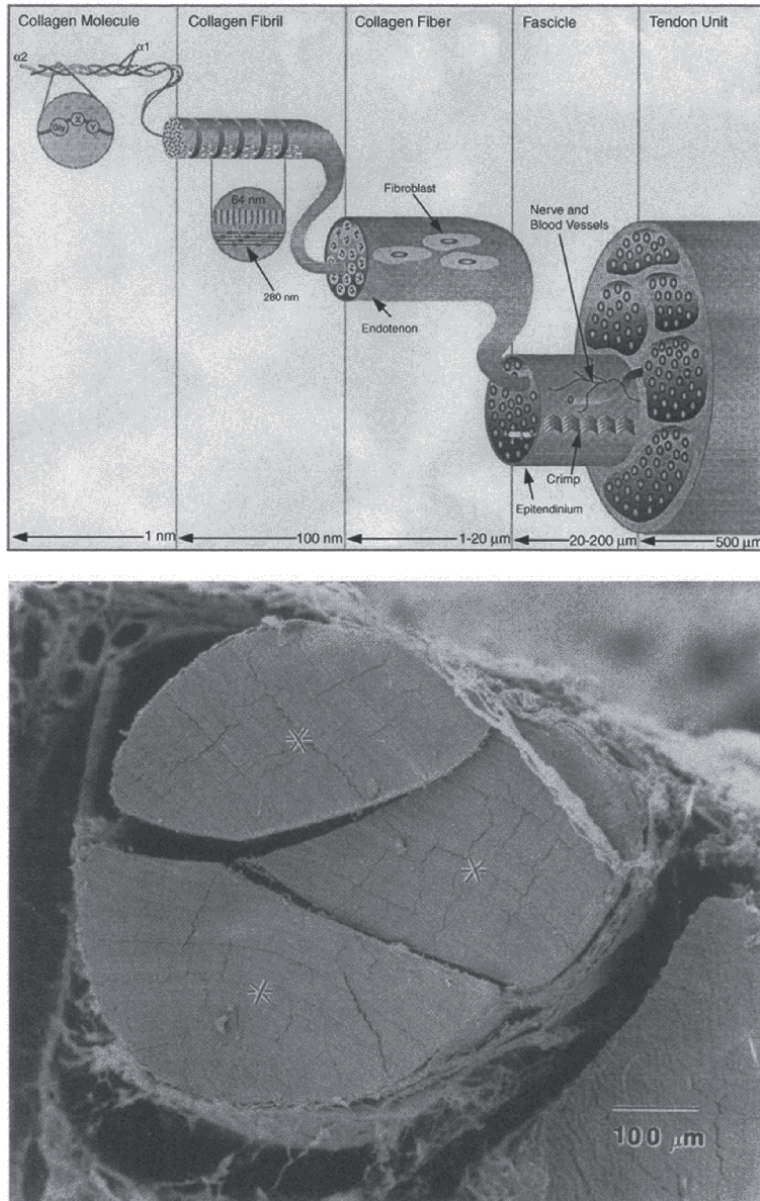 Collagen Molecule Collagen Fibril Collagen Fiber Fascicle Tendon Unit
α2 α1
Gly X Y
64 nm
280 nm
Fibroblast
Endotenon
Nerve and
Blood Vessels
Crimp
Epitendinium
1 nm 100 nm 1-20 μm 20-200 μm 500 μm
100 μm